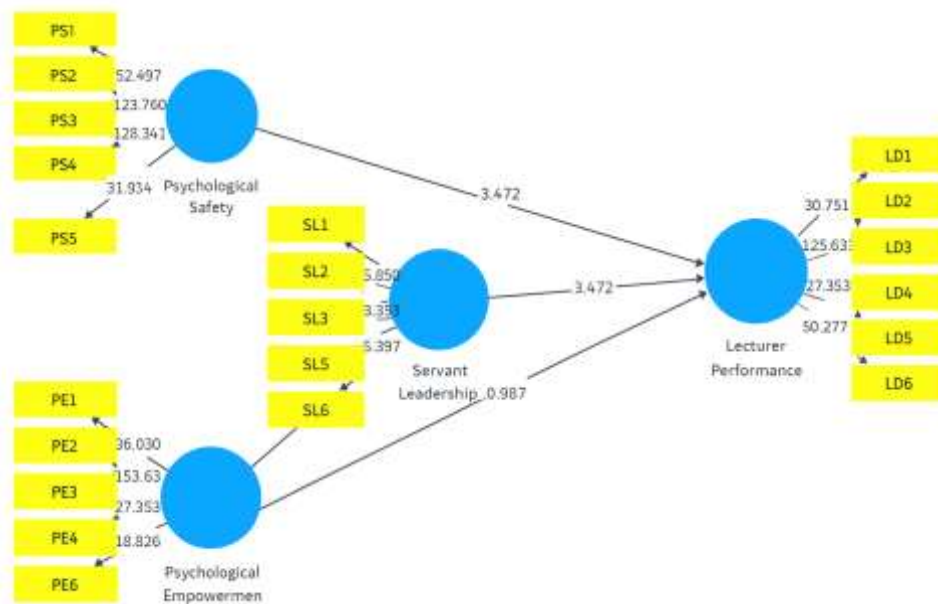 PS1
PS2
PS3
PS4
PS5
52.497
123.760
128.341
31.934
Psychological
Safety
3.472
SL1
SL2
SL3
SL5
SL6
5.850
3.353
5.397
Servant
Leadership
3.472
0.987
PE1
PE2
PE3
PE4
PE6
36.030
153.63
27.353
18.826
Psychological
Empowermen
Lecturer
Performance
30.751
125.63
27.353
50.277
LD1
LD2
LD3
LD4
LD5
LD6